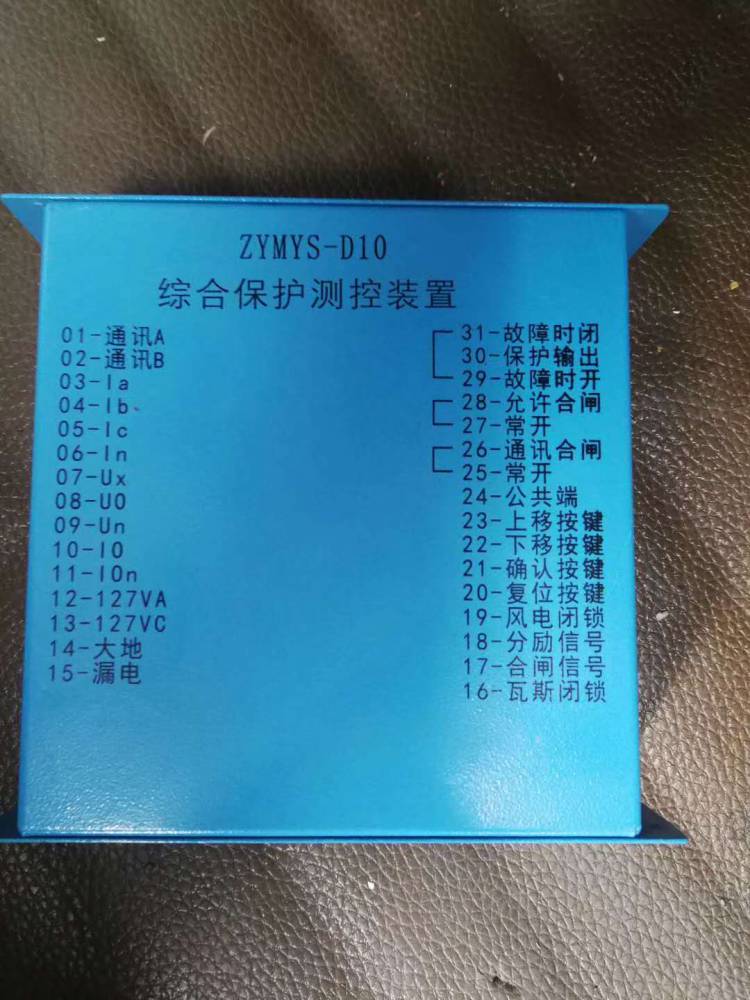 ZYMYS-D10
综合保护测控装置
01-通讯A
02-通讯B
03-Ia
04-Ib
05-Ic
06-In
07-Ux
08-U0
09-Un
10-I0
11-I0n
12-127VA
13-127VC
14-大地
15-漏电
31-故障时闭
30-保护输出
29-故障时开
28-允许合闸
27-常开
26-通讯合闸
25-常开
24-公共端
23-上移按键
22-下移按键
21-确认按键
20-复位按键
19-风电闭锁
18-分励信号
17-合闸信号
16-瓦斯闭锁